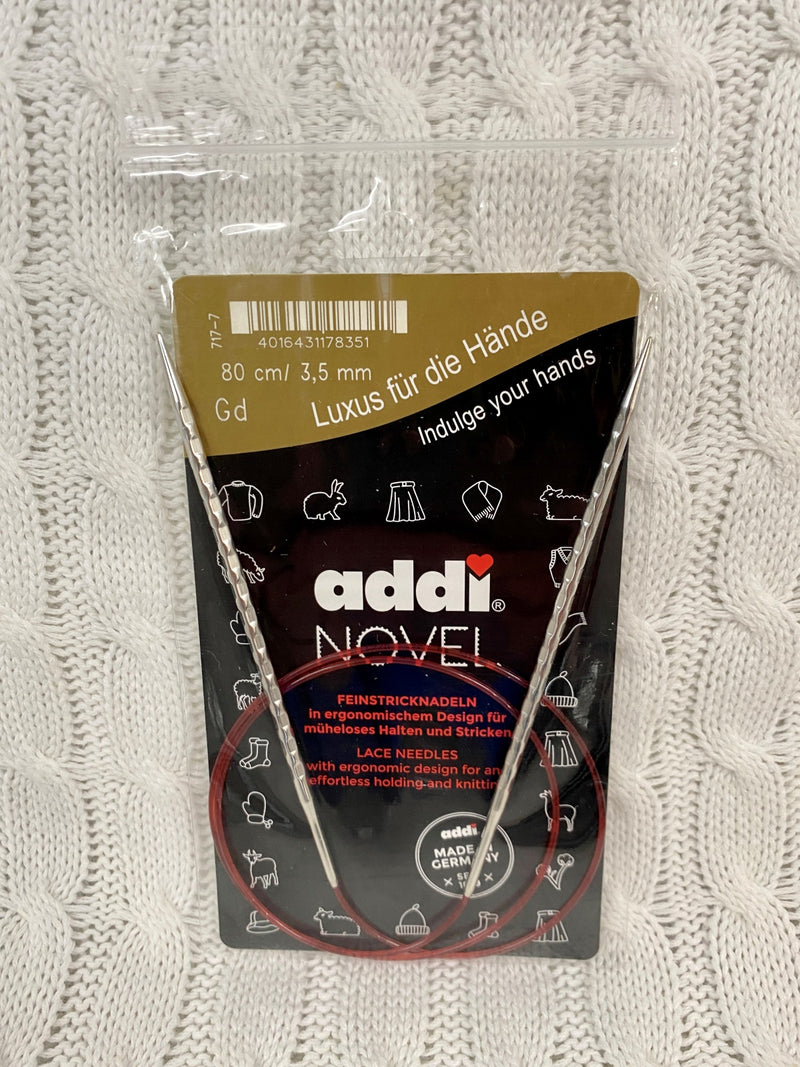 717-7
4016431178351
80 cm/ 3,5 mm
Gd
Luxus für die Hände
Indulge your hands
addi®
NOVEL
FEINSTRICKNADELN
in ergonomischem Design für
müheloses Halten und Stricken
LACE NEEDLES
with ergonomic design for an
effortless holding and knitting
addi
MADE IN
GERMANY